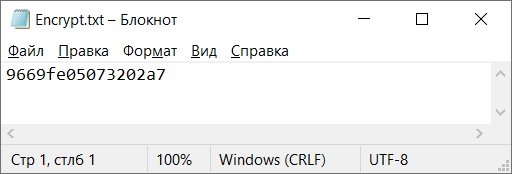 Encrypt.txt – Блокнот
Файл Правка Формат Вид Справка
9669fe05073202a7
Стр 1, стлб 1 100% Windows (CRLF) UTF-8